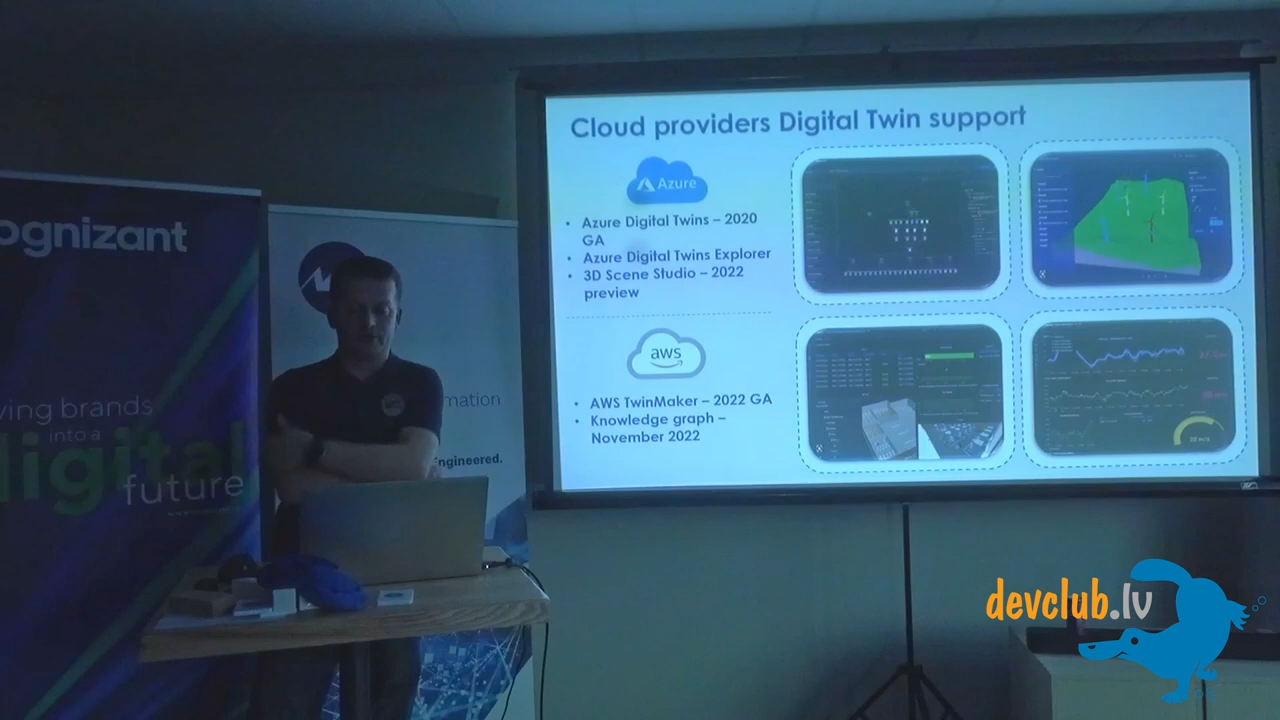 Cloud providers Digital Twin support
Azure
• Azure Digital Twins – 2020
GA
• Azure Digital Twins Explorer
• 3D Scene Studio – 2022
preview
aws
• AWS TwinMaker – 2022 GA
• Knowledge graph –
November 2022
22 m/s
ognizant
ving brands
into a
digital
future
mation
ngineered.
devclub.lv